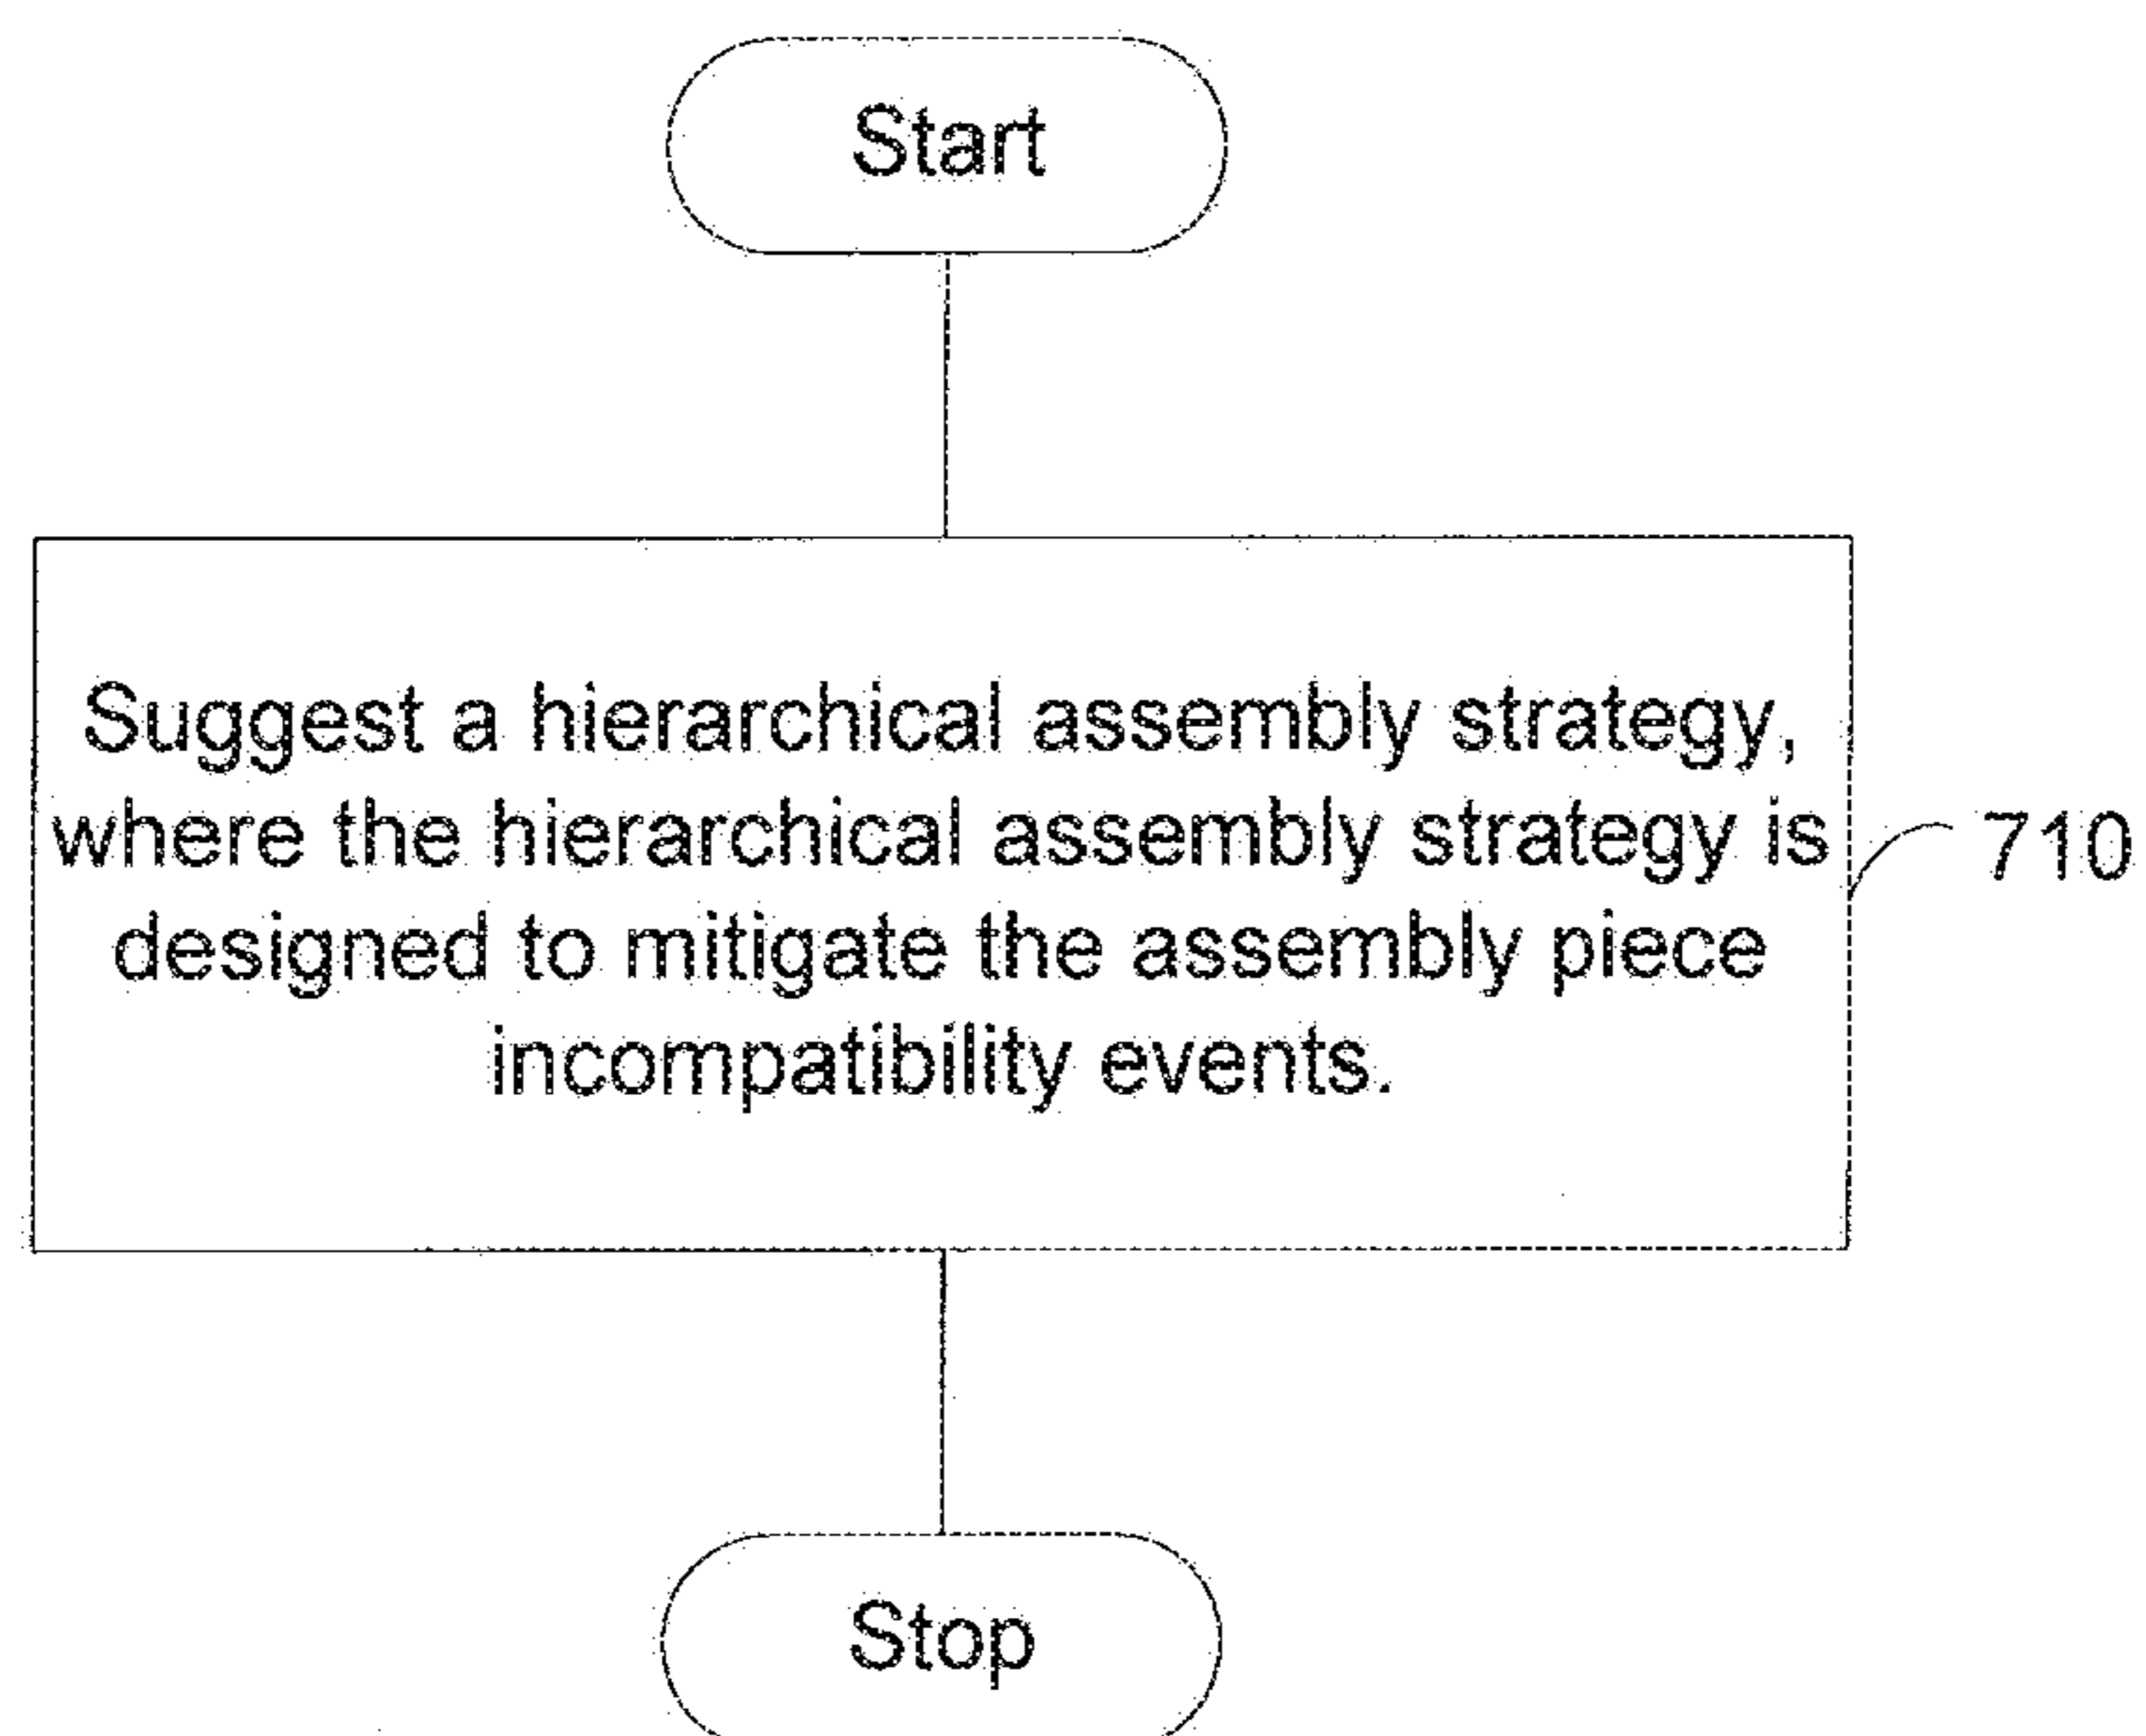 Start
Suggest a hierarchical assembly strategy,
where the hierarchical assembly strategy is
designed to mitigate the assembly piece
incompatibility events.
710
Stop